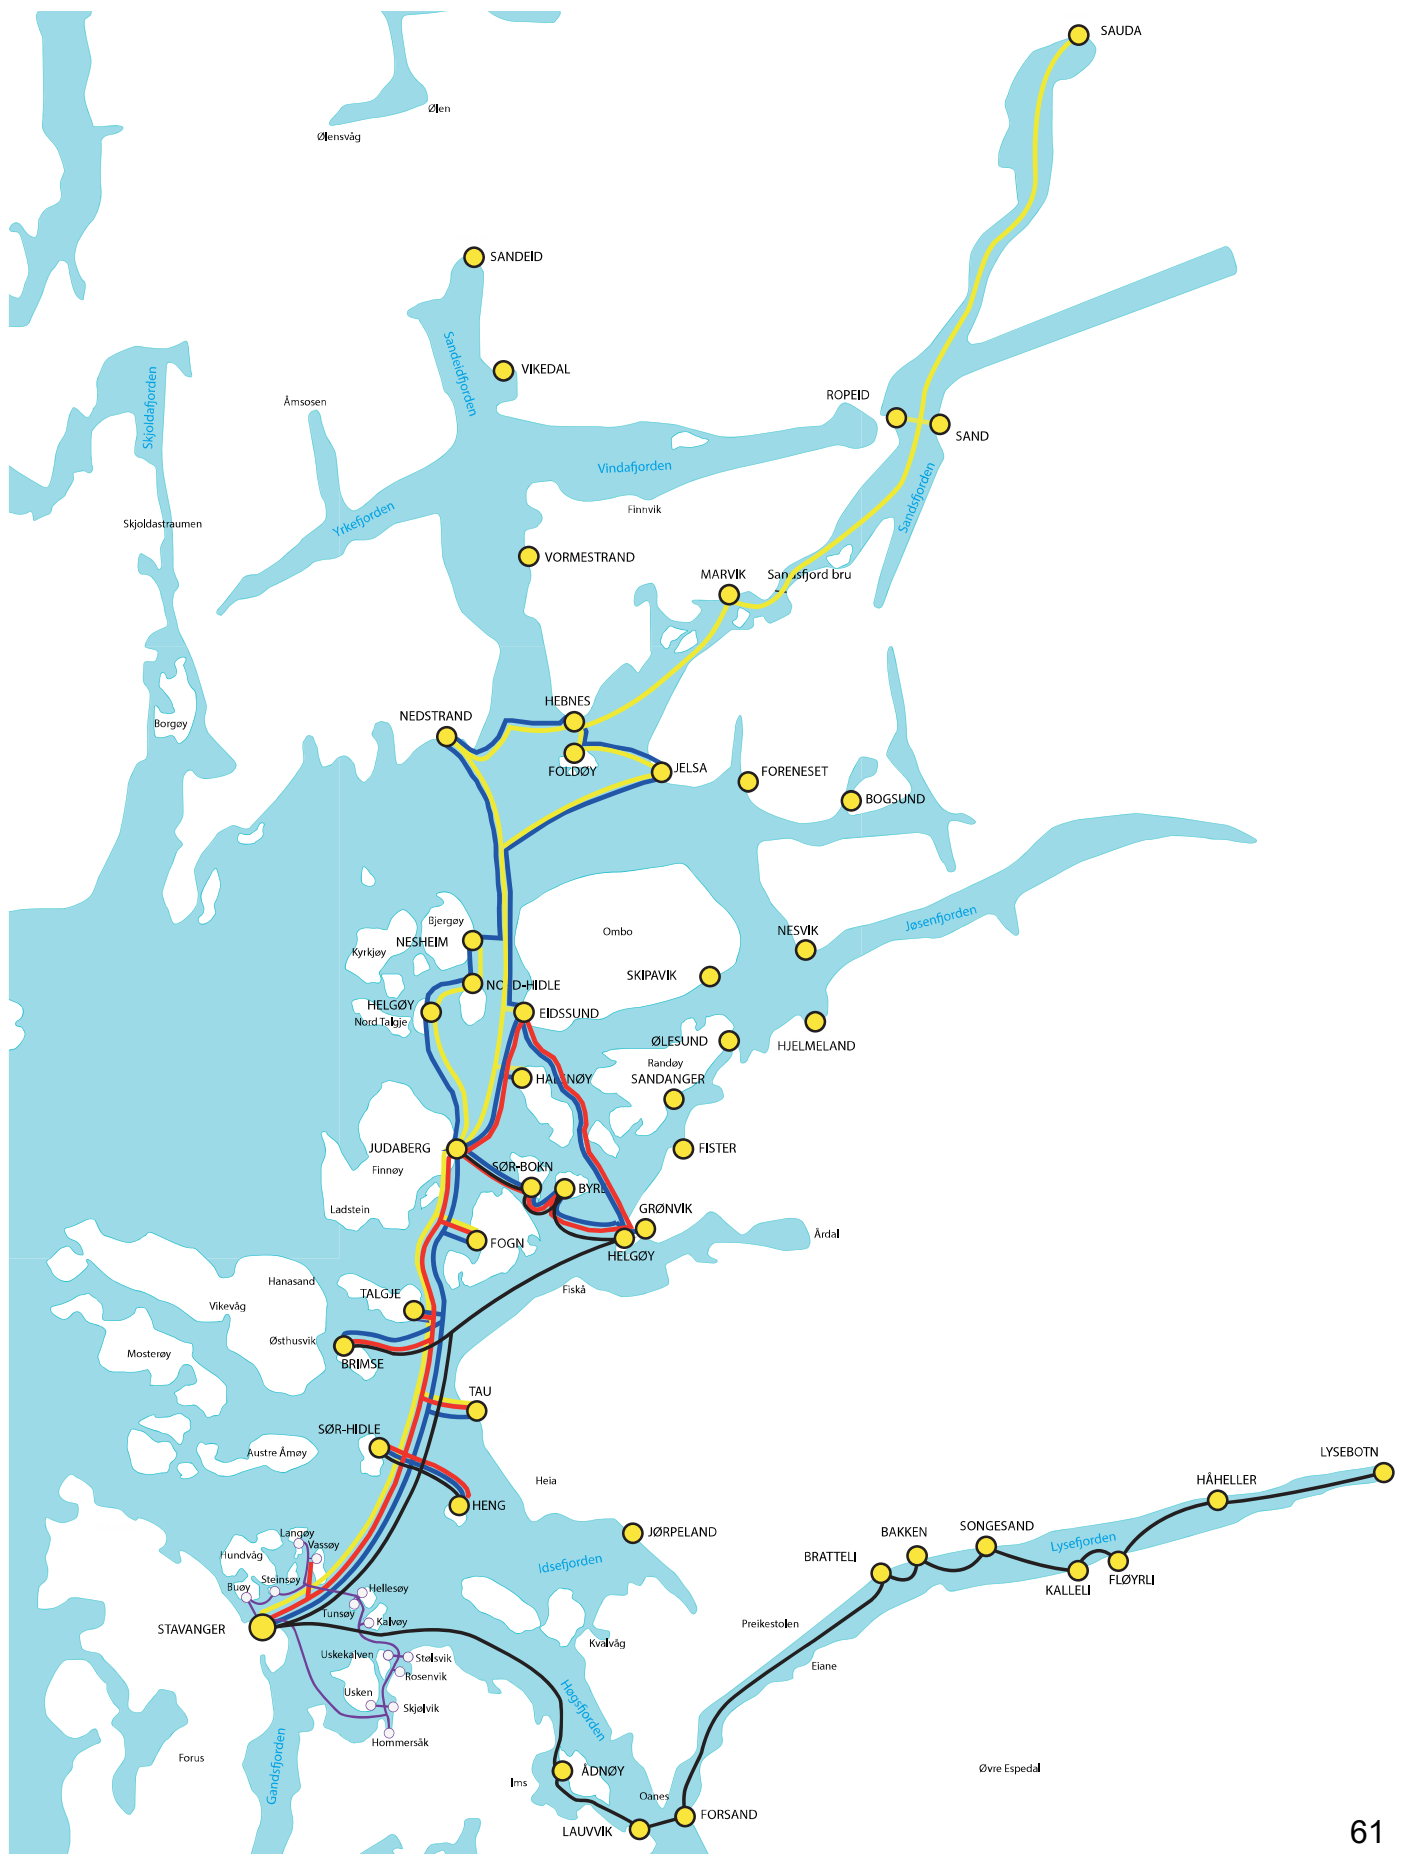 SAUDA
Ølen
Ølensvåg
SANDEID
Sandeidfjorden
VIKEDAL
Skjoldafjorden
Åmsosen
ROPEID
SAND
Vindafjorden
Sandsfjorden
Finnvik
Yrkefjorden
Skjoldastraumen
VORMESTRAND
MARVIK
Sandsfjord bru
HEBNES
NEDSTRAND
Borgøy
FOLDØY
JELSA
FORENESET
BOGSUND
Bjergøy
Ombo
Jøsenfjorden
NESVIK
NESHEIM
Kyrkjøy
SKIPAVIK
NORD-HIDLE
HELGØY
EIDSSUND
Nord Talgje
ØLESUND
HJELMELAND
Randøy
HALSNØY
SANDANGER
JUDABERG
FISTER
SØR-BOKN
Finnøy
BYRE
Ladstein
GRØNVIK
FOGN
Årdal
HELGØY
Hanasand
Fiskå
TALGJE
Vikevåg
Østhusvik
Mosterøy
BRIMSE
TAU
SØR-HIDLE
Austre Åmøy
LYSEBOTN
Heia
HÅHELLER
HENG
Langøy
JØRPELAND
BAKKEN
SONGESAND
Vassøy
Lysefjorden
Hundvåg
BRATTELI
Idsefjorden
Steinsøy
KALLELI
FLØYRLI
Buøy
Hellesøy
Tunsøy
Kalvøy
STAVANGER
Preikestolen
Kvalvåg
Uskekalven
Stølsvik
Eiane
Rosenvik
Usken
Skjølvik
Høgsfjorden
Hommersåk
Forus
Gandsfjorden
ÅDNØY
Øvre Espedal
Ims
Oanes
FORSAND
LAUVVIK
61